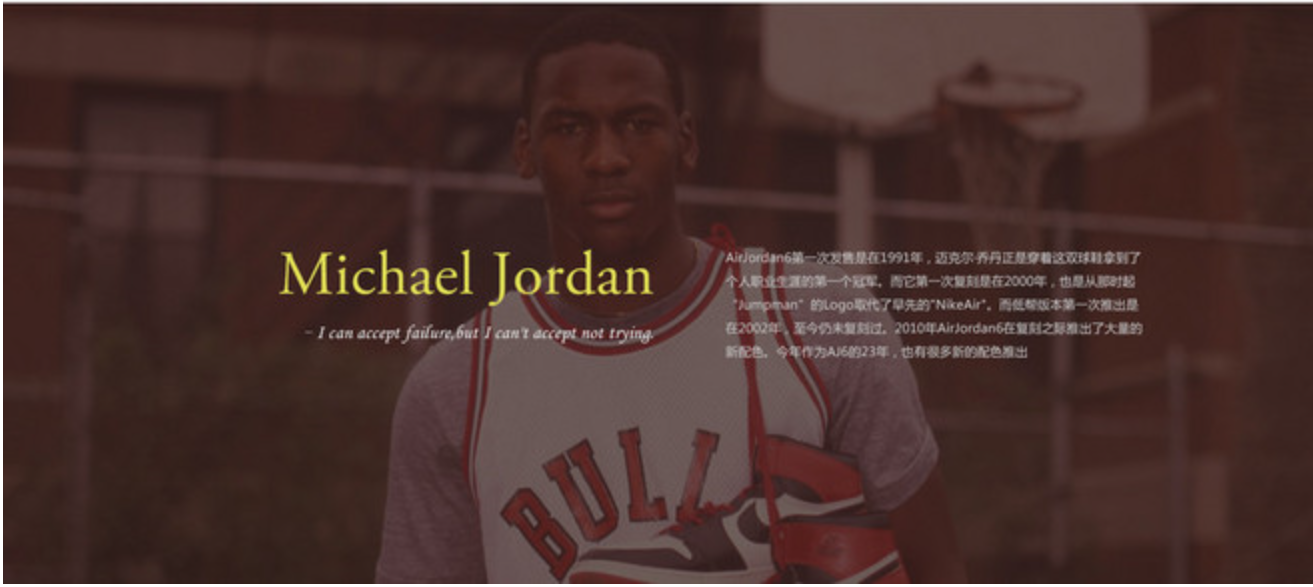 Michael Jordan
– I can accept failure,but I can't accept not trying.
AirJordan6第一次发售是在1991年，迈克尔·乔丹正是穿着这双球鞋拿到了
个人职业生涯的第一个冠军。而它第一次复刻是在2000年，也是从那时起
“Jumpman”的Logo取代了早先的"NikeAir"。而低帮版本第一次推出是
在2002年，至今仍未复刻过。2010年AirJordan6在复刻之际推出了大量的
新配色。今年作为AJ6的23年，也有很多新的配色推出
BULL